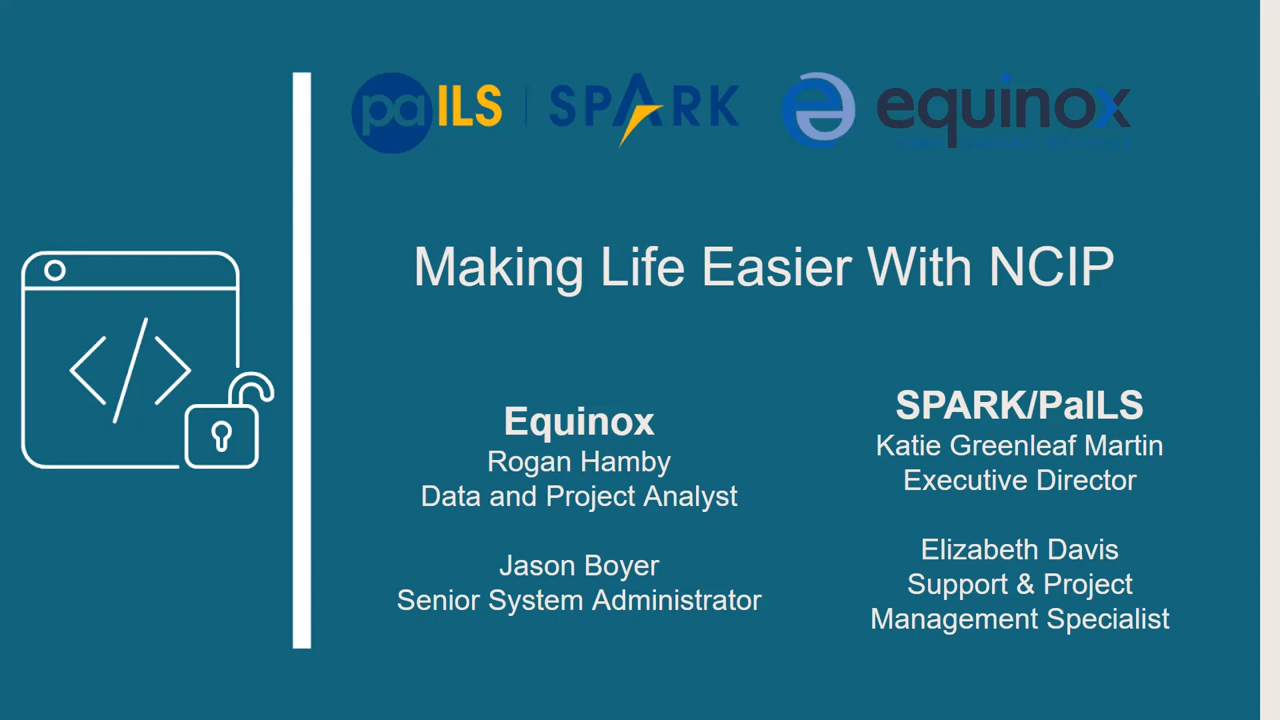 paILS | SPARK
equinox
Making Life Easier With NCIP
Equinox
Rogan Hamby
Data and Project Analyst
Jason Boyer
Senior System Administrator
SPARK/PaILS
Katie Greenleaf Martin
Executive Director
Elizabeth Davis
Support & Project
Management Specialist